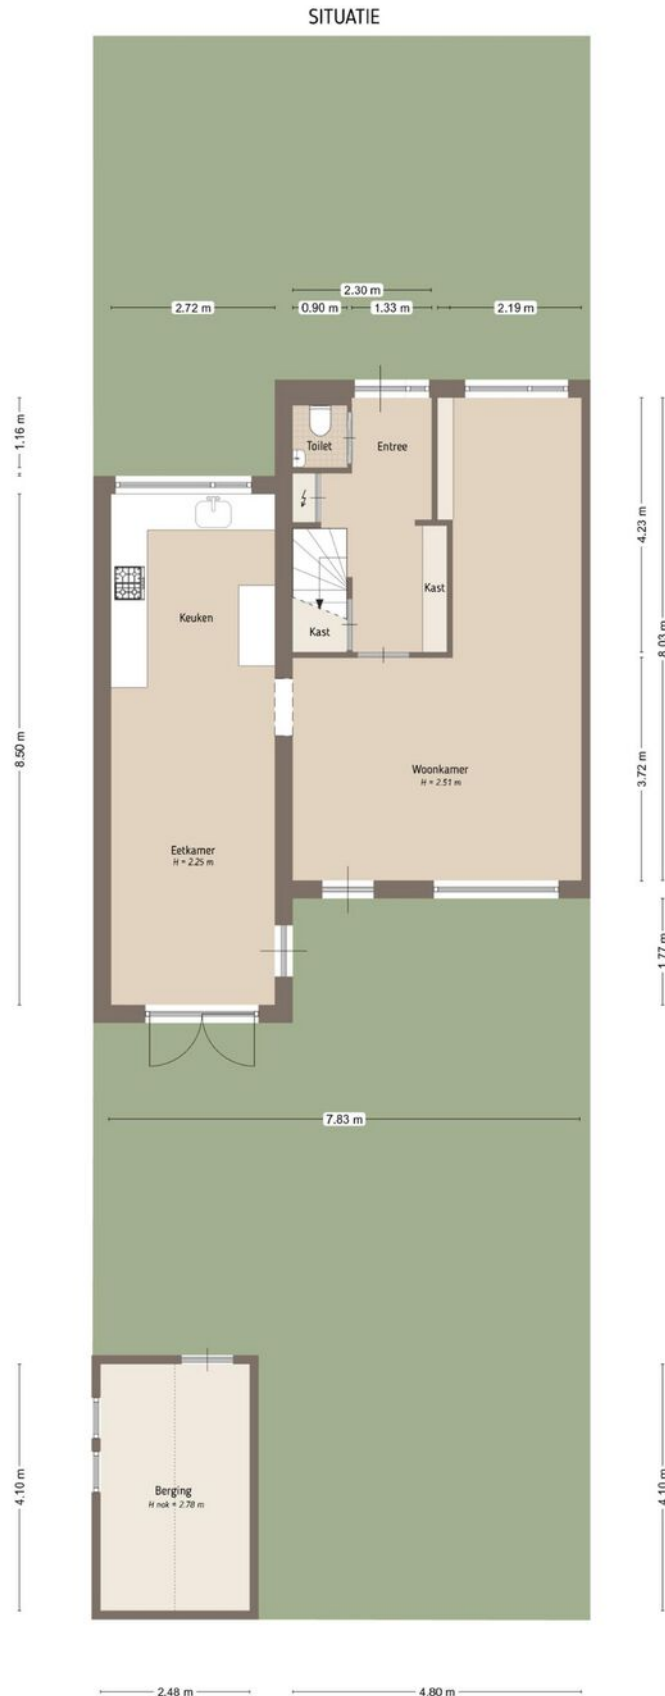 SITUATIE
2.30 m
2.72 m
0.90 m
1.33 m
2.19 m
1.16 m
Toilet
Entree
4.23 m
Keuken
Kast
Kast
8.03 m
8.50 m
Woonkamer
H = 2.51 m
3.72 m
Eetkamer
H = 2.25 m
1.77 m
7.83 m
4.10 m
Berging
H nok = 2.78 m
4.10 m
2.48 m
4.80 m